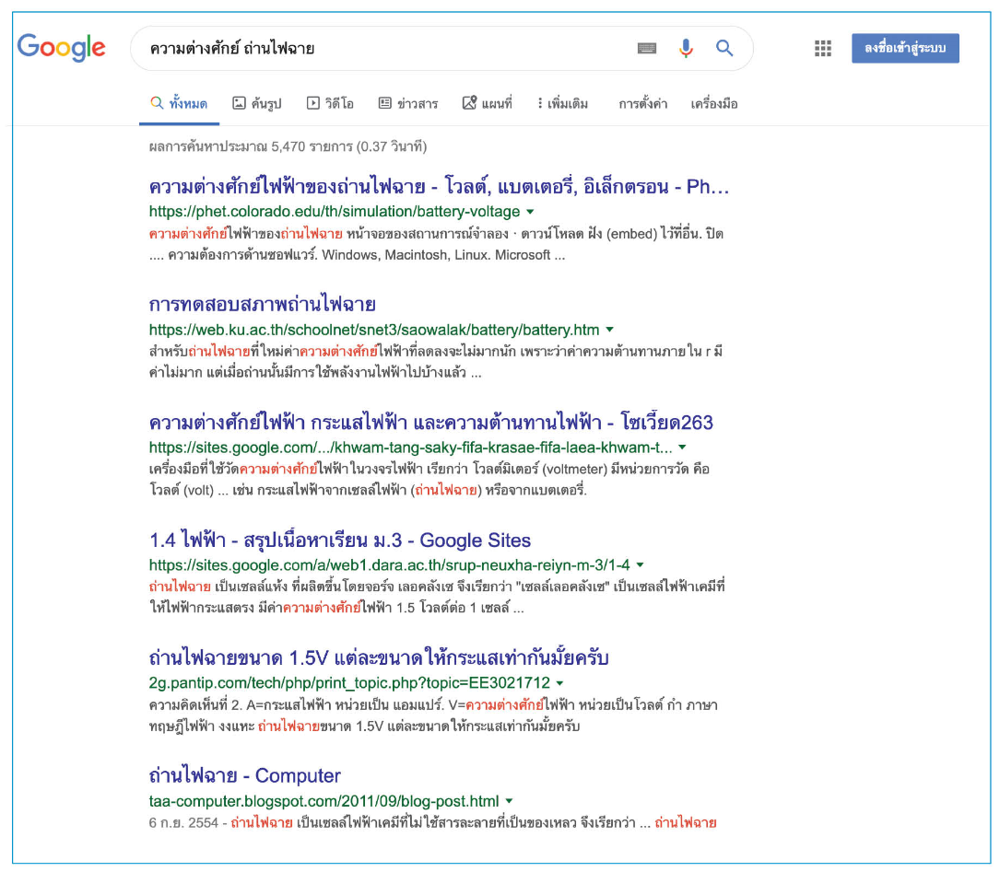 Google
ความต่างศักย์ ถ่านไฟฉาย
ลงชื่อเข้าสู่ระบบ
ทั้งหมด ค้นรูป วิดีโอ ข่าวสาร แผนที่ เพิ่มเติม การตั้งค่า เครื่องมือ
ผลการค้นหาประมาณ 5,470 รายการ (0.37 วินาที)
ความต่างศักย์ไฟฟ้าของถ่านไฟฉาย - โวลต์, แบตเตอรี่, อิเล็กตรอน - Ph...
https://phet.colorado.edu/th/simulation/battery-voltage
ความต่างศักย์ไฟฟ้าของถ่านไฟฉาย หน้าจอของสถานการณ์จำลอง · ดาวน์โหลด ฝัง (embed) ไว้ที่อื่น. ปิด
.... ความต้องการด้านซอฟแวร์. Windows, Macintosh, Linux. Microsoft ...
การทดสอบสภาพถ่านไฟฉาย
https://web.ku.ac.th/schoolnet/snet3/saowalak/battery/battery.htm
สำหรับถ่านไฟฉายที่ใหม่ค่าความต่างศักย์ไฟฟ้าที่ลดลงจะไม่มากนัก เพราะว่าค่าความต้านทานภายใน r มี
ค่าไม่มาก แต่เมื่อถ่านนั้นมีการใช้พลังงานไฟฟ้าไปบ้างแล้ว ...
ความต่างศักย์ไฟฟ้า กระแสไฟฟ้า และความต้านทานไฟฟ้า - โซเวี๊ยด263
https://sites.google.com/.../khwam-tang-saky-fifa-krasae-fifa-laea-khwam-t...
เครื่องมือที่ใช้วัดความต่างศักย์ไฟฟ้าในวงจรไฟฟ้า เรียกว่า โวลต์มิเตอร์ (voltmeter) มีหน่วยการวัด คือ
โวลต์ (volt) ... เช่น กระแสไฟฟ้าจากเซลล์ไฟฟ้า (ถ่านไฟฉาย) หรือจากแบตเตอรี่.
1.4 ไฟฟ้า - สรุปเนื้อหาเรียน ม.3 - Google Sites
https://sites.google.com/a/web1.dara.ac.th/srup-neuxha-reiyn-m-3/1-4
ถ่านไฟฉาย เป็นเซลล์แห้ง ที่ผลิตขึ้นโดยจอร์จ เลอคลังเซ จึงเรียกว่า "เซลล์เลอคลังเซ" เป็นเซลล์ไฟฟ้าเคมีที่
ให้ไฟฟ้ากระแสตรง มีค่าความต่างศักย์ไฟฟ้า 1.5 โวลต์ต่อ 1 เซลล์ ...
ถ่านไฟฉายขนาด 1.5V แต่ละขนาดให้กระแสเท่ากันมั้ยครับ
2g.pantip.com/tech/php/print_topic.php?topic=EE3021712
ความคิดเห็นที่ 2. A=กระแสไฟฟ้า หน่วยเป็น แอมแปร์. V=ความต่างศักย์ไฟฟ้า หน่วยเป็นโวลต์ กำ ภาษา
ทฤษฎีไฟฟ้า งงแหะ ถ่านไฟฉายขนาด 1.5V แต่ละขนาดให้กระแสเท่ากันมั้ยครับ
ถ่านไฟฉาย - Computer
taa-computer.blogspot.com/2011/09/blog-post.html
6 ก.ย. 2554 - ถ่านไฟฉาย เป็นเซลล์ไฟฟ้าเคมีที่ไม่ใช้สารละลายที่เป็นของเหลว จึงเรียกว่า ... ถ่านไฟฉาย